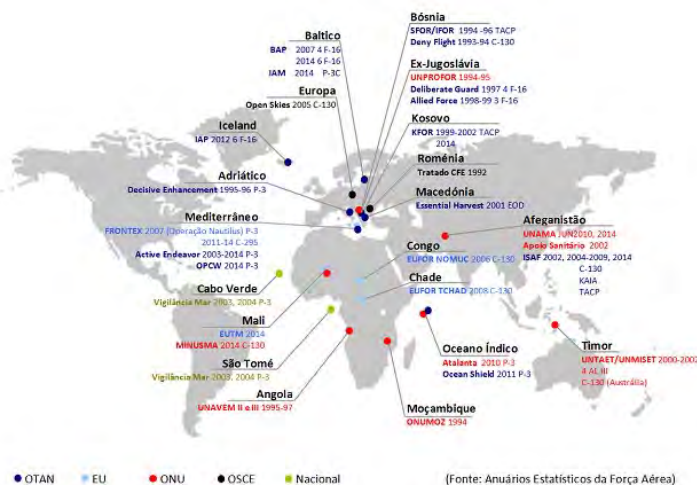 Bósnia
SFOR/IFOR 1994 -96 TACP
Deny Flight 1993-94 C-130
Baltico
BAP 2007 4 F-16
2014 6 F-16
IAM 2014 P-3C
Ex-Jugoslávia
UNPROFOR 1994-95
Deliberate Guard 1997 4 F-16
Allied Force 1998-99 3 F-16
Europa
Open Skies 2005 C-130
Kosovo
KFOR 1999-2002 TACP
2014
Iceland
IAP 2012 6 F-16
Roménia
Tratado CFE 1992
Adriático
Decisive Enhancement 1995-96 P-3
Macedónia
Essential Harvest 2001 EOD
Mediterrâneo
FRONTEX 2007 (Operação Nautilus) P-3
2011-14 C-295
Active Endeavor 2003-2014 P-3
OPCW 2014 P-3
Afeganistão
UNAMA JUN2010, 2014
Apoio Sanitário 2002
ISAF 2002, 2004-2009, 2014
C-130
KAIA
TACP
Congo
EUFOR NOMUC 2006 C-130
Chade
EUFOR TCHAD 2008 C-130
Cabo Verde
Vigilância Mar 2003, 2004 P-3
Mali
EUTM 2014
MINUSMA 2014 C-130
São Tomé
Vigilância Mar 2003, 2004 P-3
Oceano Índico
Atalanta 2010 P-3
Ocean Shield 2011 P-3
Timor
UNTAET/UNMISET 2000-2002
4 AL III
C-130 (Austrália)
Angola
UNAVEM II e III 1995-97
Moçambique
ONUMOZ 1994
OTAN EU ONU OSCE Nacional (Fonte: Anuários Estatísticos da Força Aérea)